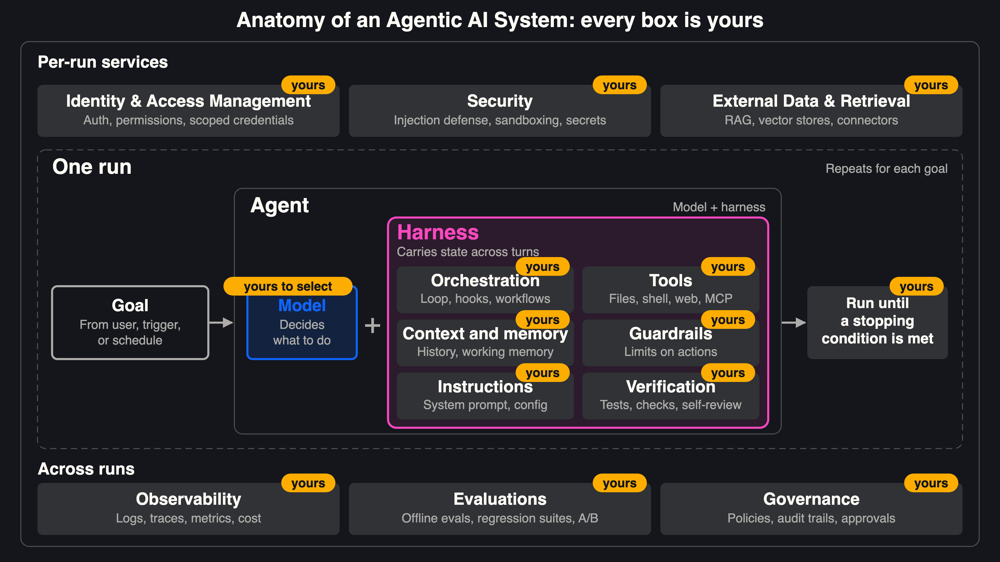 Anatomy of an Agentic AI System: every box is yours
Per-run services
yours
Identity & Access Management
Auth, permissions, scoped credentials
yours
Security
Injection defense, sandboxing, secrets
yours
External Data & Retrieval
RAG, vector stores, connectors
One run
Repeats for each goal
Goal
From user, trigger,
or schedule
Agent
Model + harness
yours to select
Model
Decides
what to do
+
Harness
Carries state across turns
yours
Orchestration
Loop, hooks, workflows
yours
Tools
Files, shell, web, MCP
yours
Context and memory
History, working memory
yours
Guardrails
Limits on actions
yours
Instructions
System prompt, config
yours
Verification
Tests, checks, self-review
yours
Run until
a stopping
condition is met
Across runs
yours
Observability
Logs, traces, metrics, cost
yours
Evaluations
Offline evals, regression suites, A/B
yours
Governance
Policies, audit trails, approvals